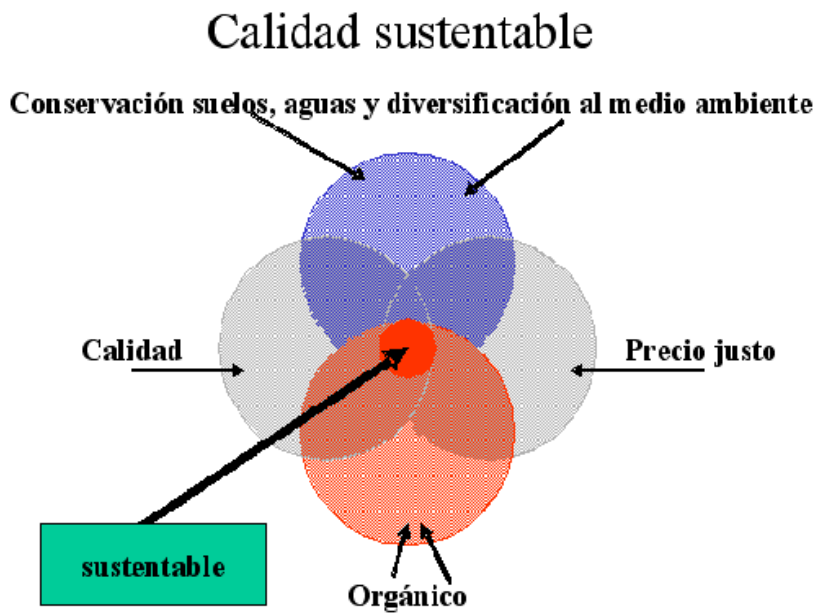 Calidad sustentable
Conservación suelos, aguas y diversificación al medio ambiente
Calidad
Precio justo
sustentable
Orgánico